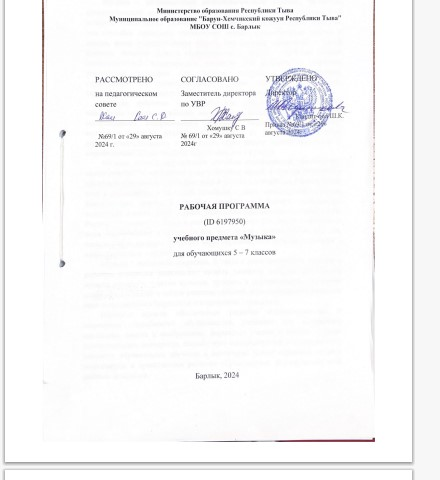 Министерство образования Республики Тыва
Муниципальное образование "Барун-Хемчикский кожуун Республики Тыва"
МБОУ СОШ с. Барлык
РАССМОТРЕНО
на педагогическом
совете
№69/1 от «29» августа
2024 г.
СОГЛАСОВАНО
Заместитель директора
по УВР
Хомушку С В
№ 69/1 от «29» августа
2024г
УТВЕРЖДЕНО
Директор
Ш.К.
августа 2024г
РАБОЧАЯ ПРОГРАММА
(ID 6197950)
учебного предмета «Музыка»
для обучающихся 5 – 7 классов
Барлык, 2024